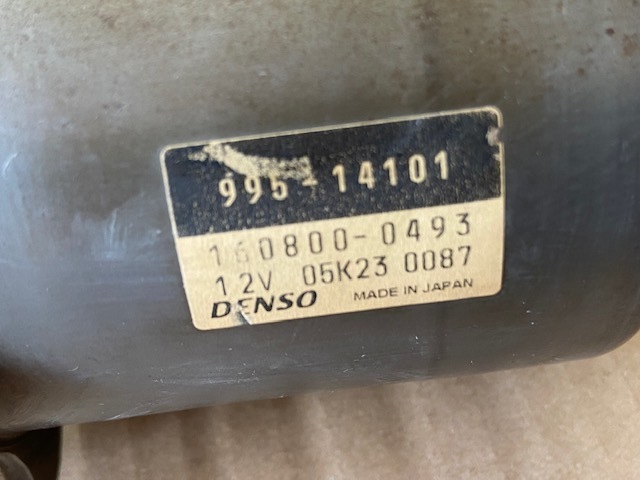 995-14101
160800-0493
12V 05K23 0087
DENSO MADE IN JAPAN